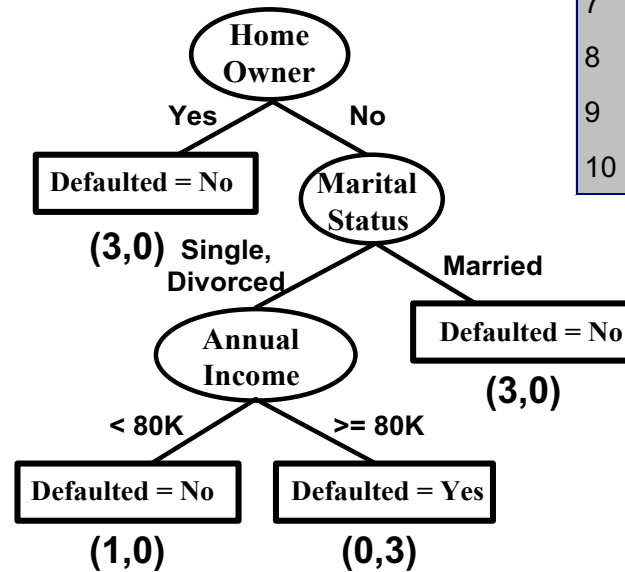 7
8
9
10
Home
Owner
Yes
No
Defaulted = No
Marital
Status
(3,0)
Single,
Divorced
Married
Annual
Income
Defaulted = No
(3,0)
< 80K
>= 80K
Defaulted = No
Defaulted = Yes
(1,0)
(0,3)